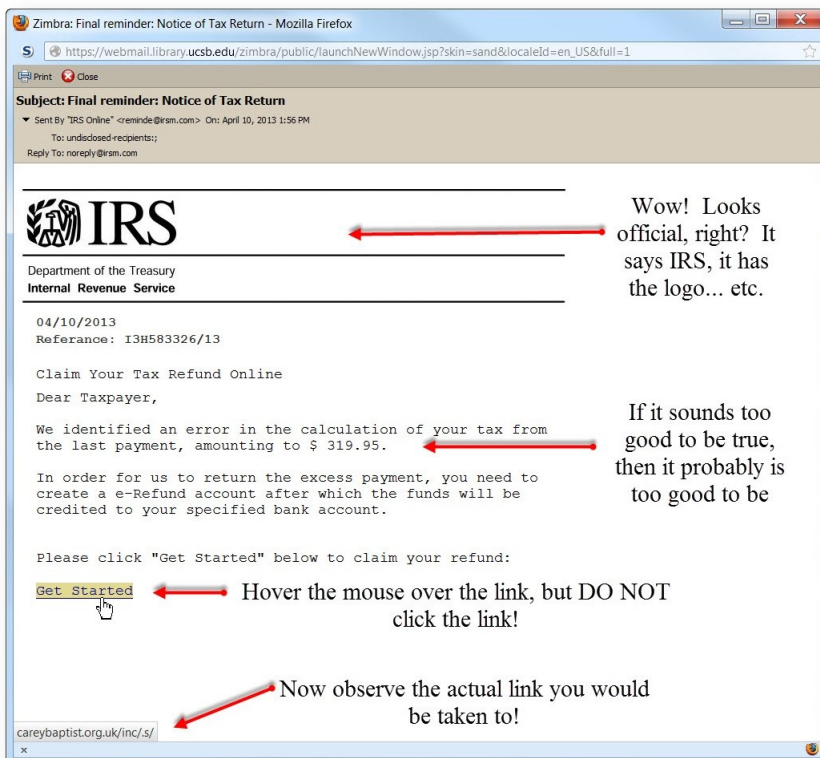 Zimbra: Final reminder: Notice of Tax Return - Mozilla Firefox
S https://webmail.library.ucsb.edu/zimbra/public/launchNewWindow.jsp?skin=sand&localeId=en_US&full=1
Print Close
Subject: Final reminder: Notice of Tax Return
Sent By "IRS Online" <reminde@irsm.com> On: April 10, 2013 1:56 PM
To: undisclosed-recipients:;
Reply To: noreply@irsm.com
IRS
Department of the Treasury
Internal Revenue Service
Wow! Looks
official, right? It
says IRS, it has
the logo... etc.
04/10/2013
Referance: I3H583326/13
Claim Your Tax Refund Online
Dear Taxpayer,
We identified an error in the calculation of your tax from
the last payment, amounting to $ 319.95.
If it sounds too
good to be true,
then it probably is
too good to be
In order for us to return the excess payment, you need to
create a e-Refund account after which the funds will be
credited to your specified bank account.
Please click "Get Started" below to claim your refund:
Get Started
Hover the mouse over the link, but DO NOT
click the link!
Now observe the actual link you would
be taken to!
careybaptist.org.uk/inc/.s/
x